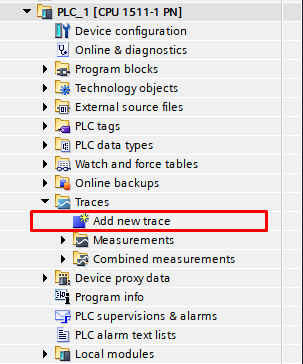 PLC_1 [CPU 1511-1 PN]
Device configuration
Online & diagnostics
Program blocks
Technology objects
External source files
PLC tags
PLC data types
Watch and force tables
Online backups
Traces
Add new trace
Measurements
Combined measurements
Device proxy data
Program info
PLC supervisions & alarms
PLC alarm text lists
Local modules